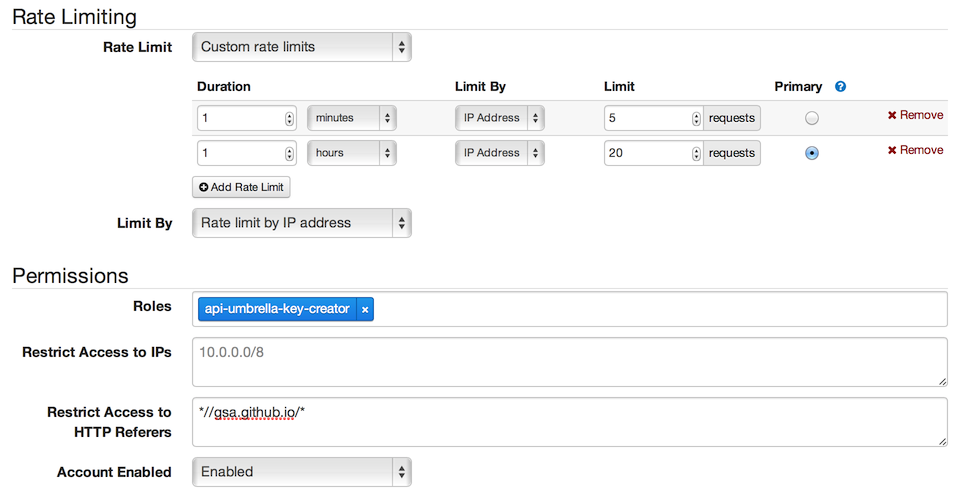 Rate Limiting
Rate Limit Custom rate limits
Duration Limit By Limit Primary ?
1 minutes IP Address 5 requests Remove
1 hours IP Address 20 requests Remove
Add Rate Limit
Limit By Rate limit by IP address
Permissions
Roles api-umbrella-key-creator ×
Restrict Access to IPs 10.0.0.0/8
Restrict Access to HTTP Referers *//gsa.github.io/*
Account Enabled Enabled